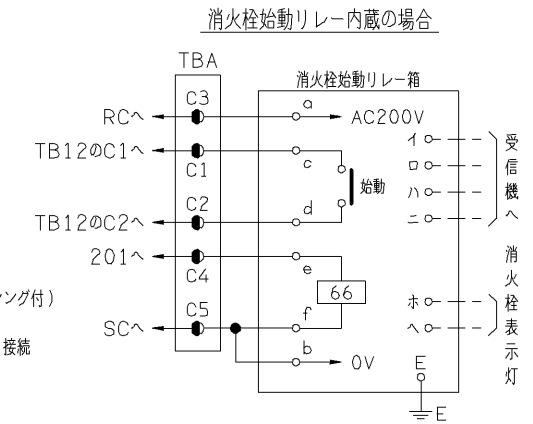 消火栓始動リレー内蔵の場合
TBA
消火栓始動リレー箱
C3
a
RCへ
AC200V
イ
TB12のC1へ
C1
c
ロ
始動
ハ
C2
d
TB12のC2へ
ニ
受信機へ
201へ
C4
e
66
ング付)
C5
f
ホ
SCへ
ヘ
消火栓表示灯
接続
b
0V
E
E